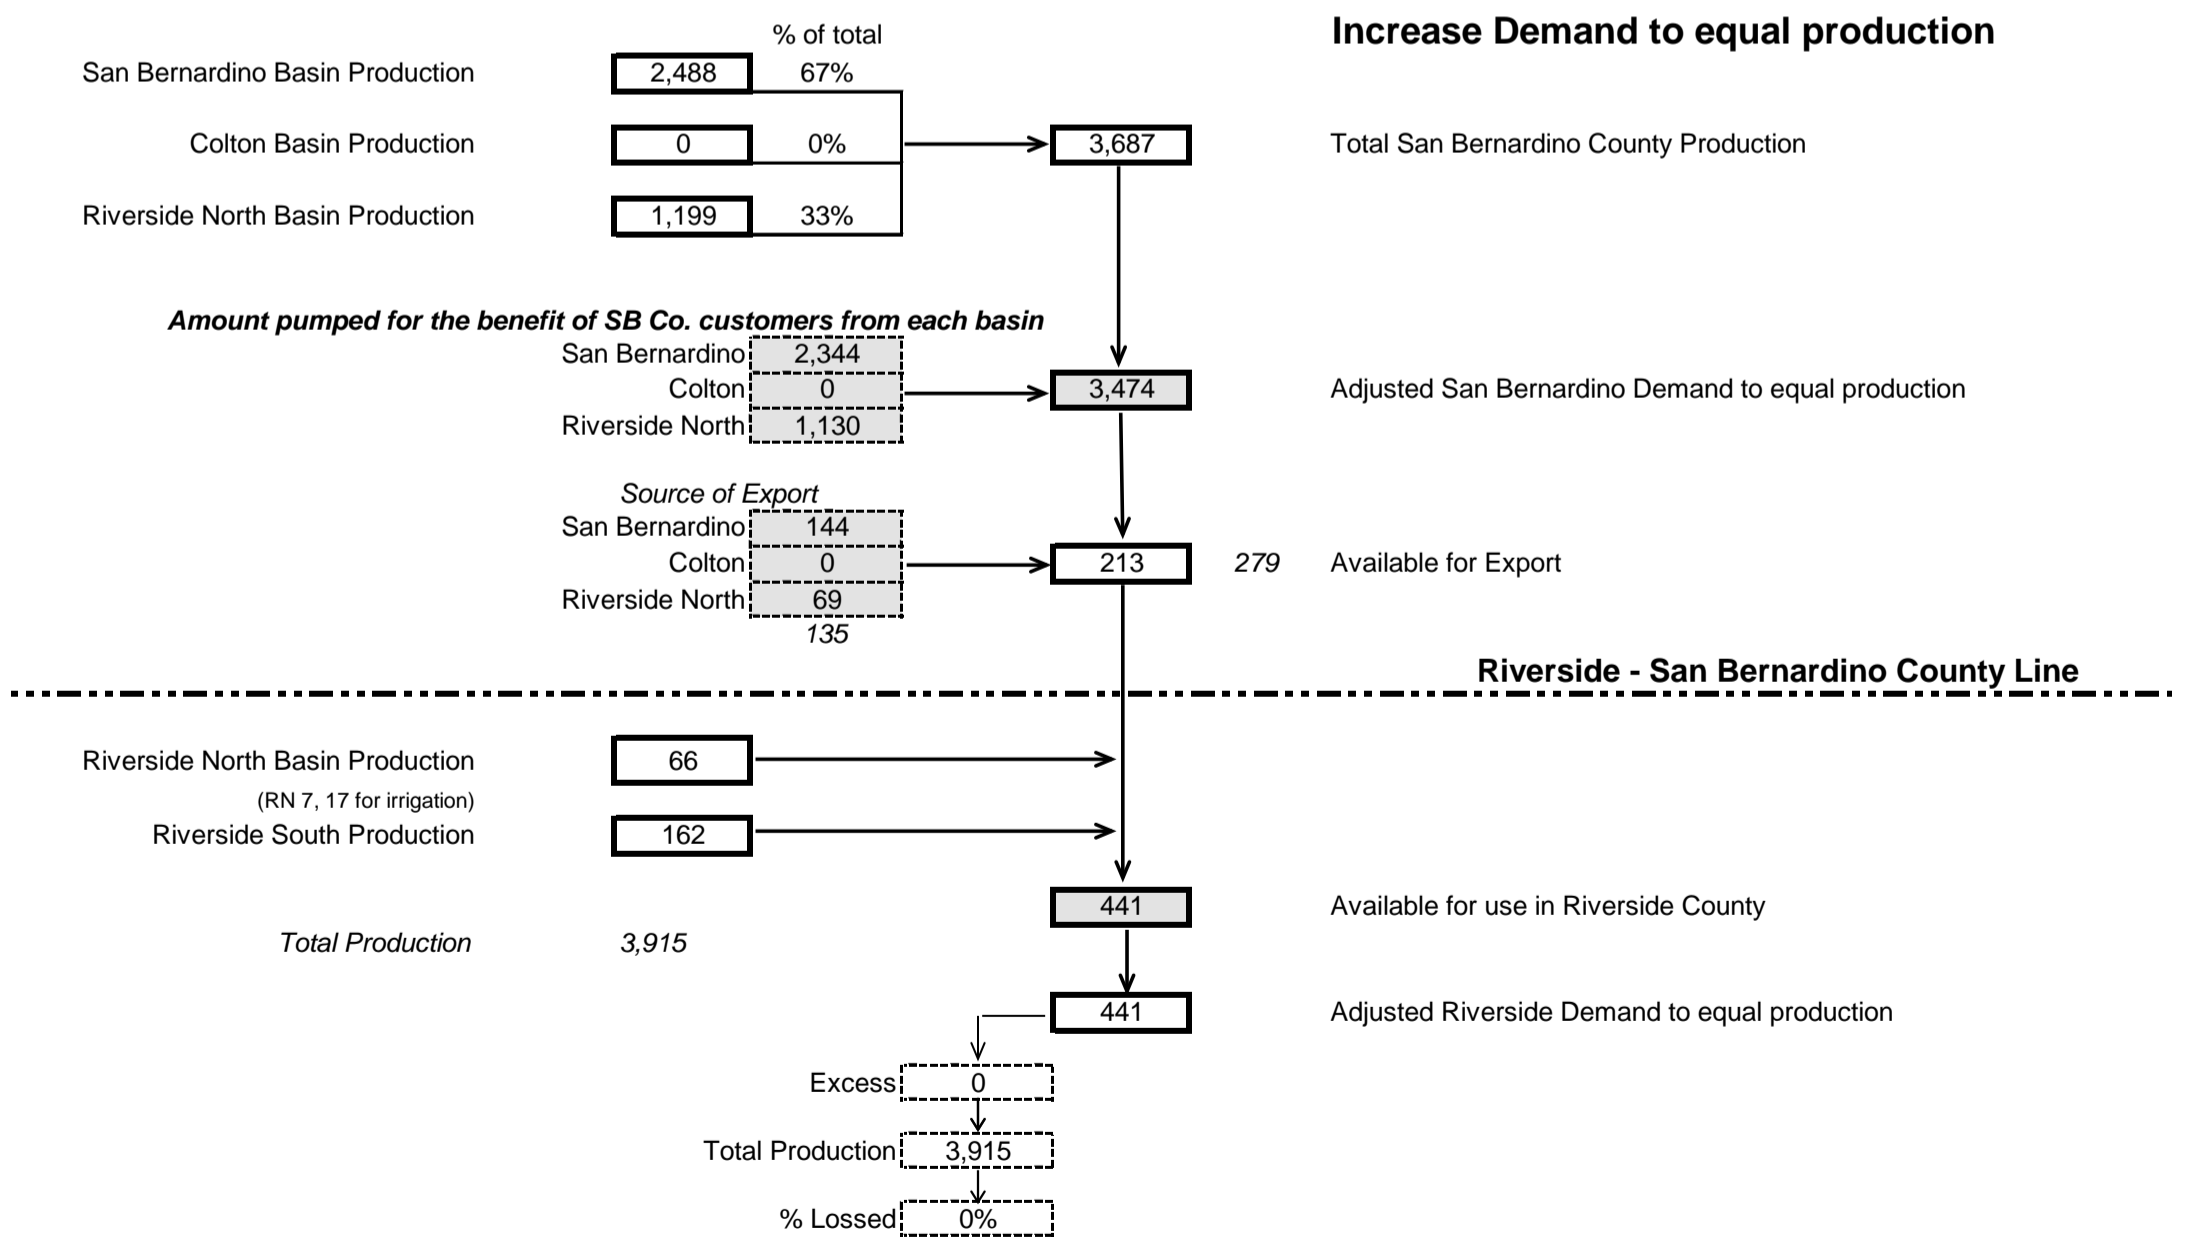 Increase Demand to equal production
% of total
San Bernardino Basin Production 2,488 67%
Colton Basin Production 0 0% 3,687 Total San Bernardino County Production
Riverside North Basin Production 1,199 33%
Amount pumped for the benefit of SB Co. customers from each basin
San Bernardino 2,344
Colton 0 3,474 Adjusted San Bernardino Demand to equal production
Riverside North 1,130
Source of Export
San Bernardino 144
Colton 0 213 279 Available for Export
Riverside North 69
135
Riverside - San Bernardino County Line
Riverside North Basin Production 66
(RN 7, 17 for irrigation)
Riverside South Production 162
441 Available for use in Riverside County
Total Production 3,915
441 Adjusted Riverside Demand to equal production
Excess 0
Total Production 3,915
% Lossed 0%